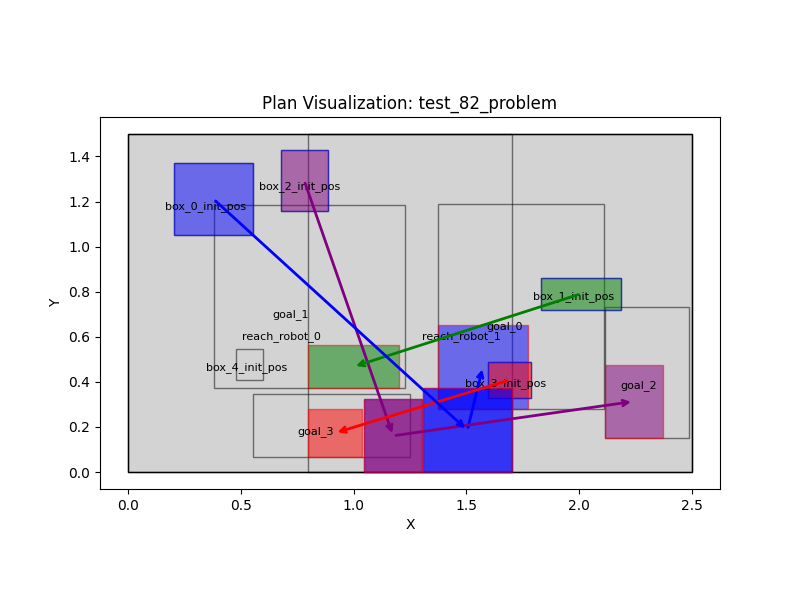 Plan Visualization: test_82_problem
1.4
1.2
1.0
0.8
0.6
0.4
0.2
0.0
Y
box_2_init_pos
box_0_init_pos
box_1_init_pos
goal_1
goal_0
reach_robot_0
reach_robot_1
box_4_init_pos
box_3_init_pos
goal_2
goal_3
0.0
0.5
1.0
1.5
2.0
2.5
X